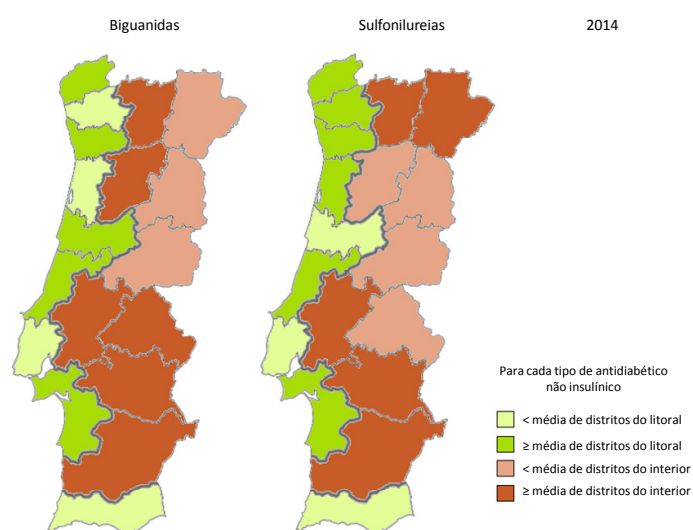 Biguanidas
Sulfonilureias
2014
Para cada tipo de antidiabético
não insulínico
< média de distritos do litoral
≥ média de distritos do litoral
< média de distritos do interior
≥ média de distritos do interior